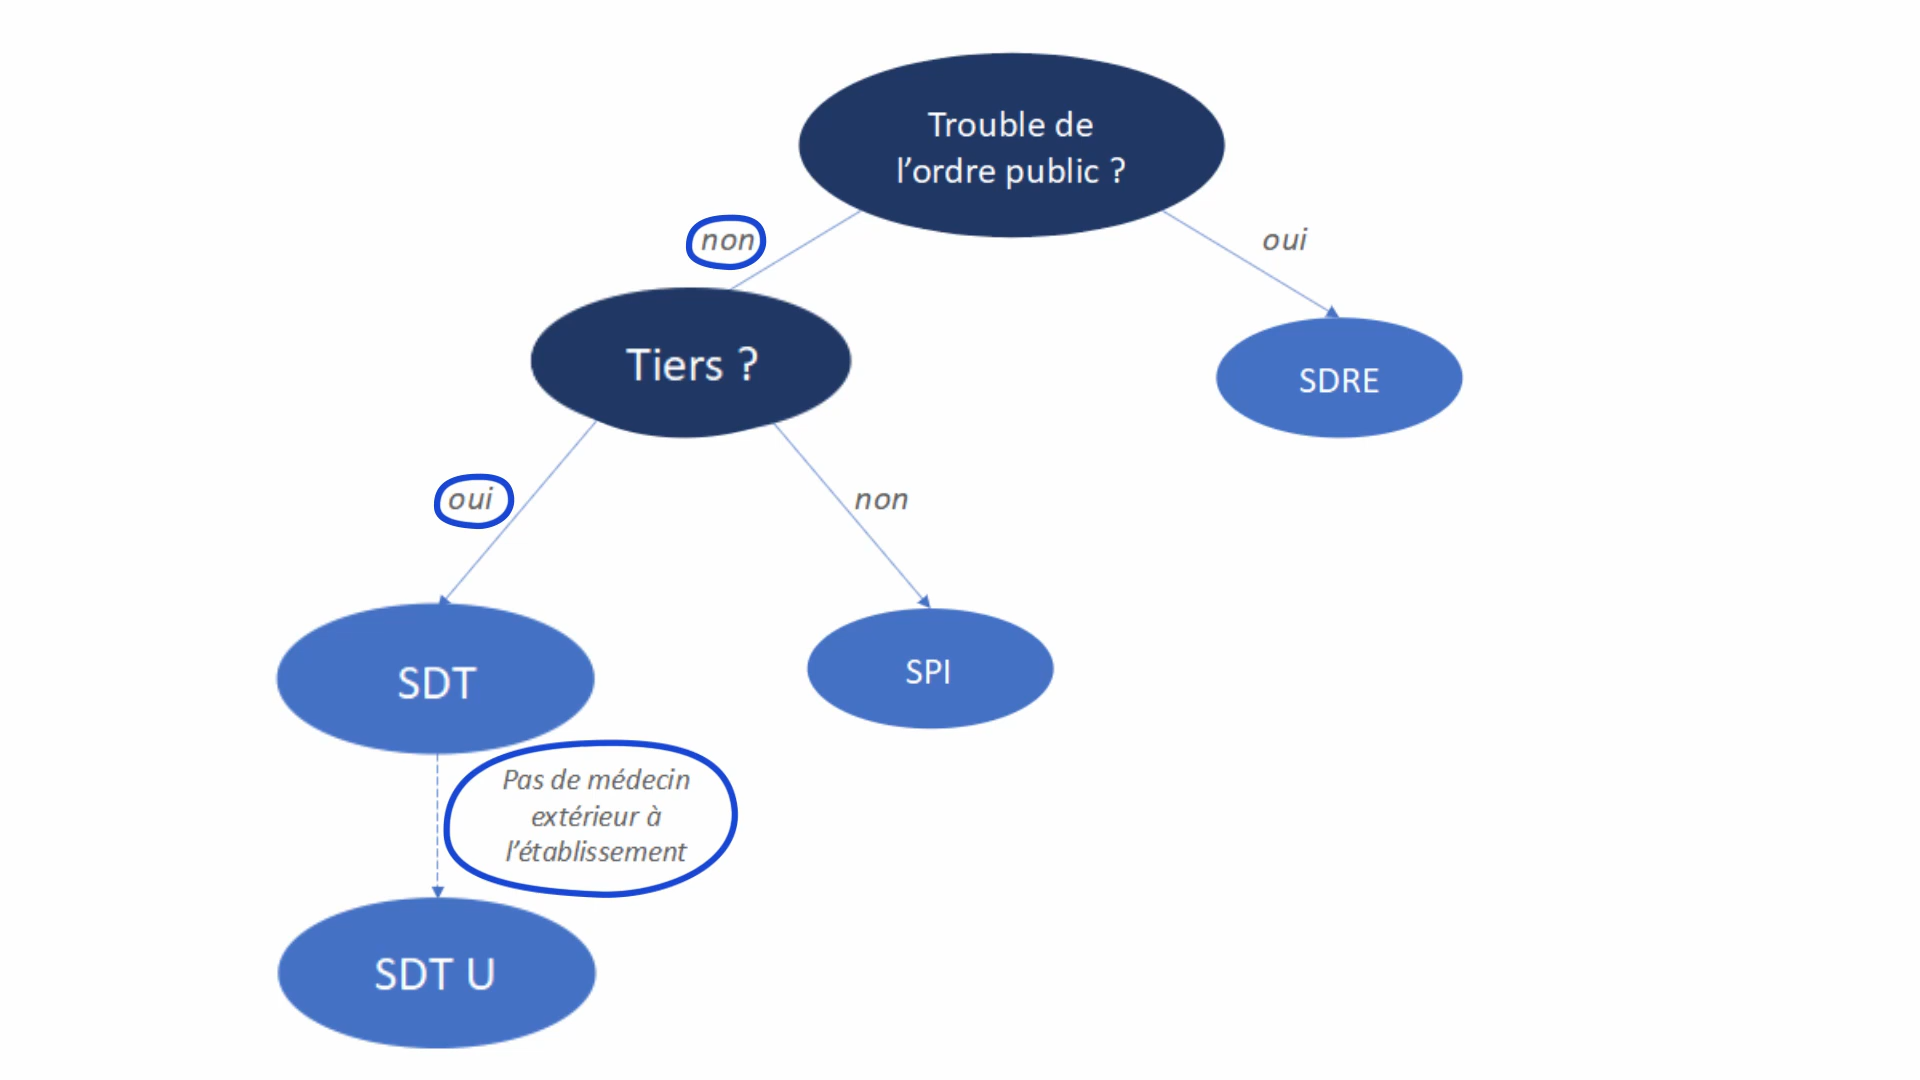 Trouble de
l’ordre public ?
non
oui
Tiers ?
SDRE
oui
non
SDT
SPI
Pas de médecin
extérieur à
l’établissement
SDT U